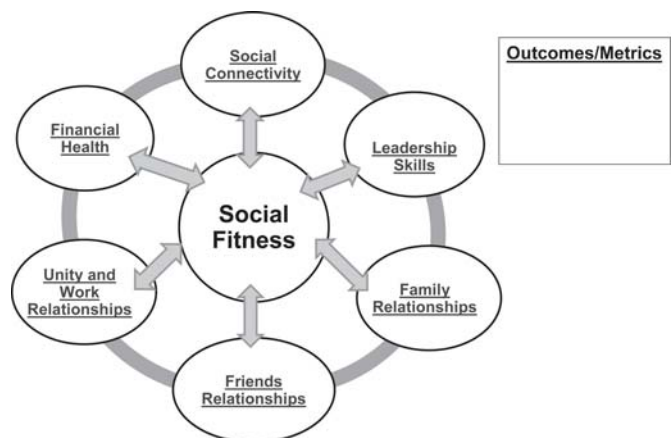 Social
Connectivity
Outcomes/Metrics
Financial
Health
Leadership
Skills
Social
Fitness
Unity and
Work
Relationships
Family
Relationships
Friends
Relationships